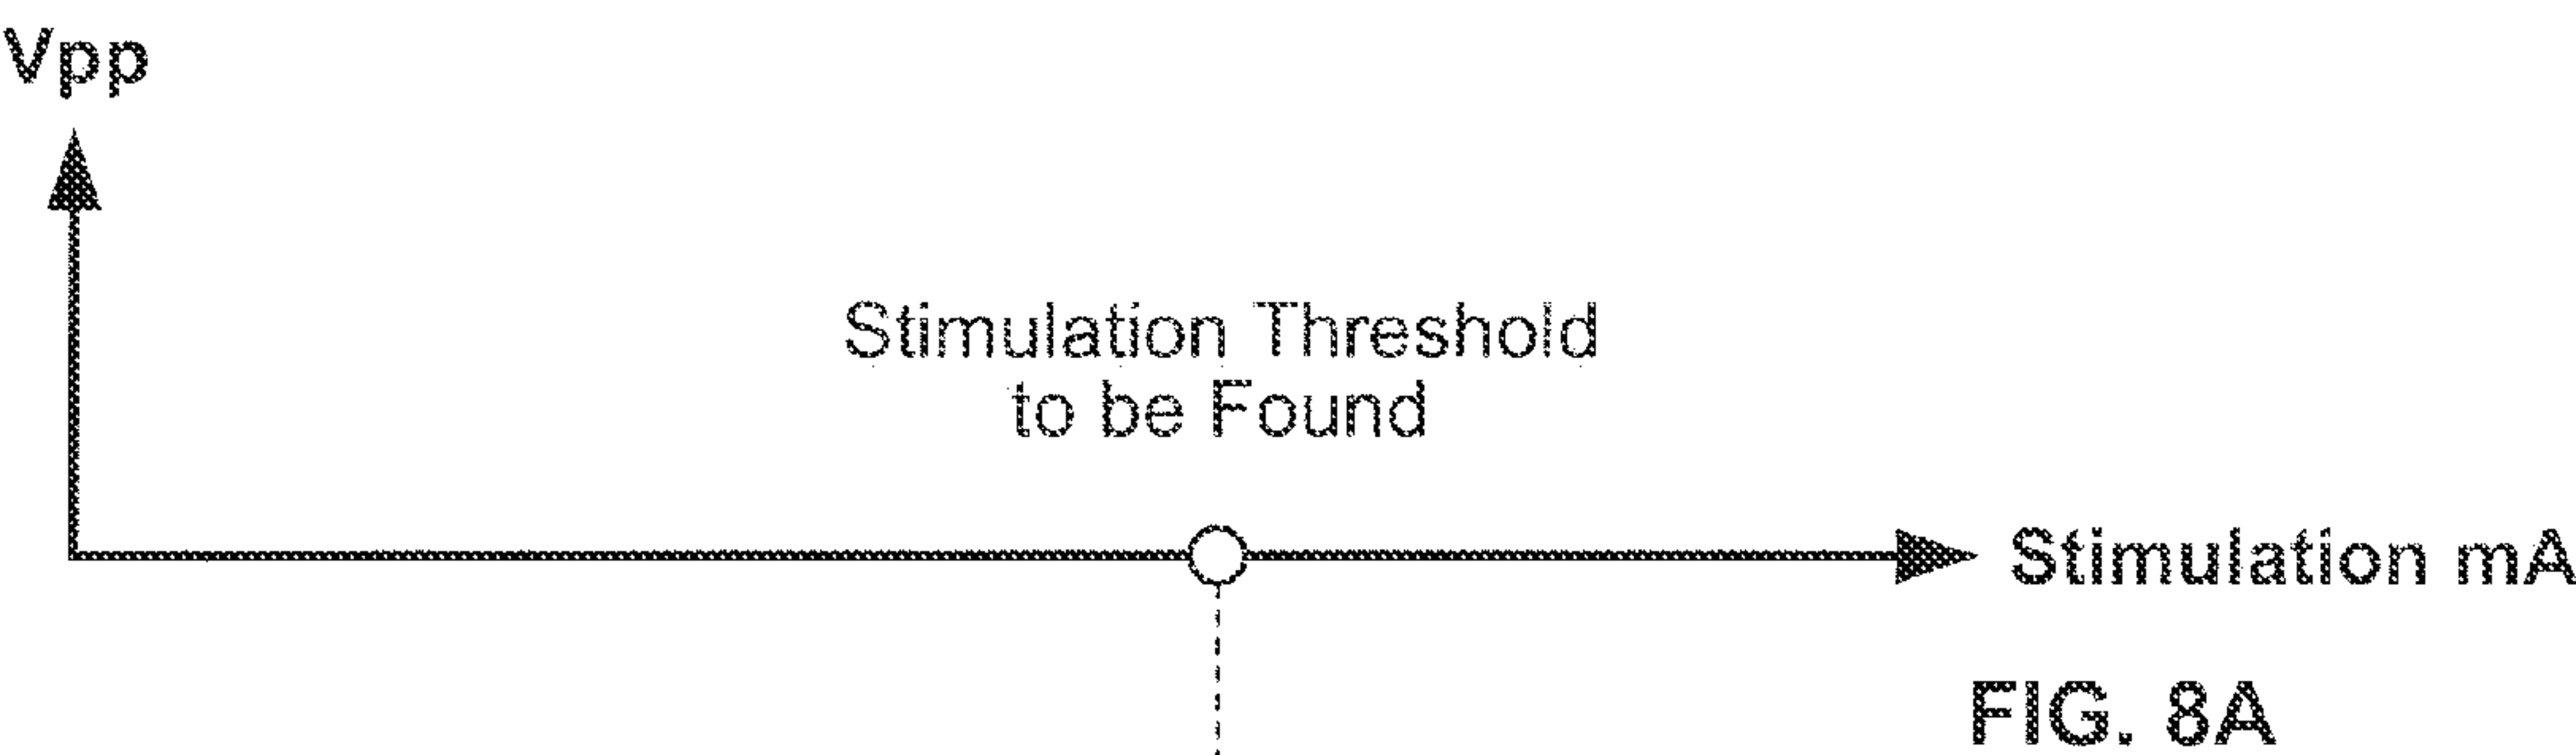 Vpp
Stimulation Threshold
to be Found
Stimulation mA
FIG. 8A